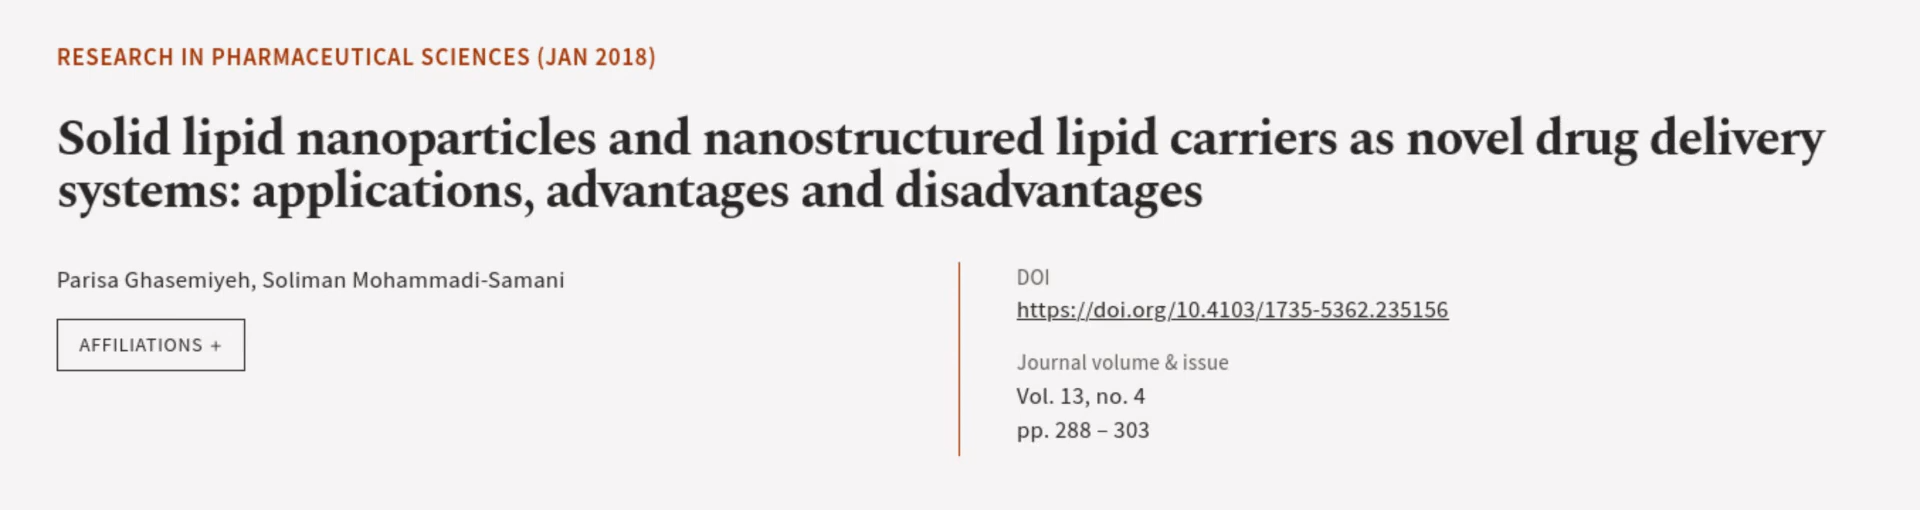 RESEARCH IN PHARMACEUTICAL SCIENCES (JAN 2018)
Solid lipid nanoparticles and nanostructured lipid carriers as novel drug delivery
systems: applications, advantages and disadvantages
Parisa Ghasemiyeh, Soliman Mohammadi-Samani
AFFILIATIONS +
DOI
https://doi.org/10.4103/1735-5362.235156
Journal volume & issue
Vol. 13, no. 4
pp. 288 – 303